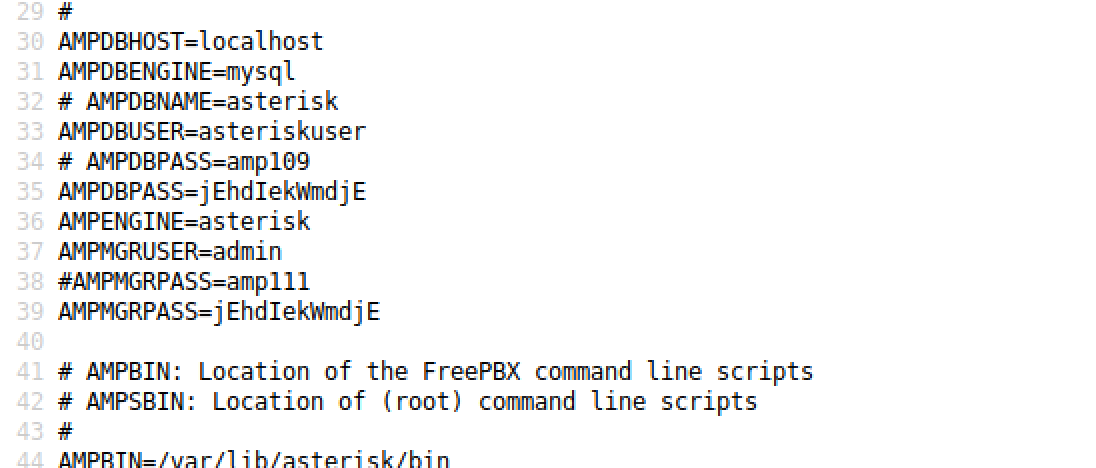 29 #
30 AMPDBHOST=localhost
31 AMPDBENGINE=mysql
32 # AMPDBNAME=asterisk
33 AMPDBUSER=asteriskuser
34 # AMPDBPASS=amp109
35 AMPDBPASS=jEhdIekWmdjE
36 AMPENGINE=asterisk
37 AMPMGRUSER=admin
38 #AMPMGRPASS=amp111
39 AMPMGRPASS=jEhdIekWmdjE
40
41 # AMPBIN: Location of the FreePBX command line scripts
42 # AMPSBIN: Location of (root) command line scripts
43 #
44 AMPBIN=/var/lib/asterisk/bin